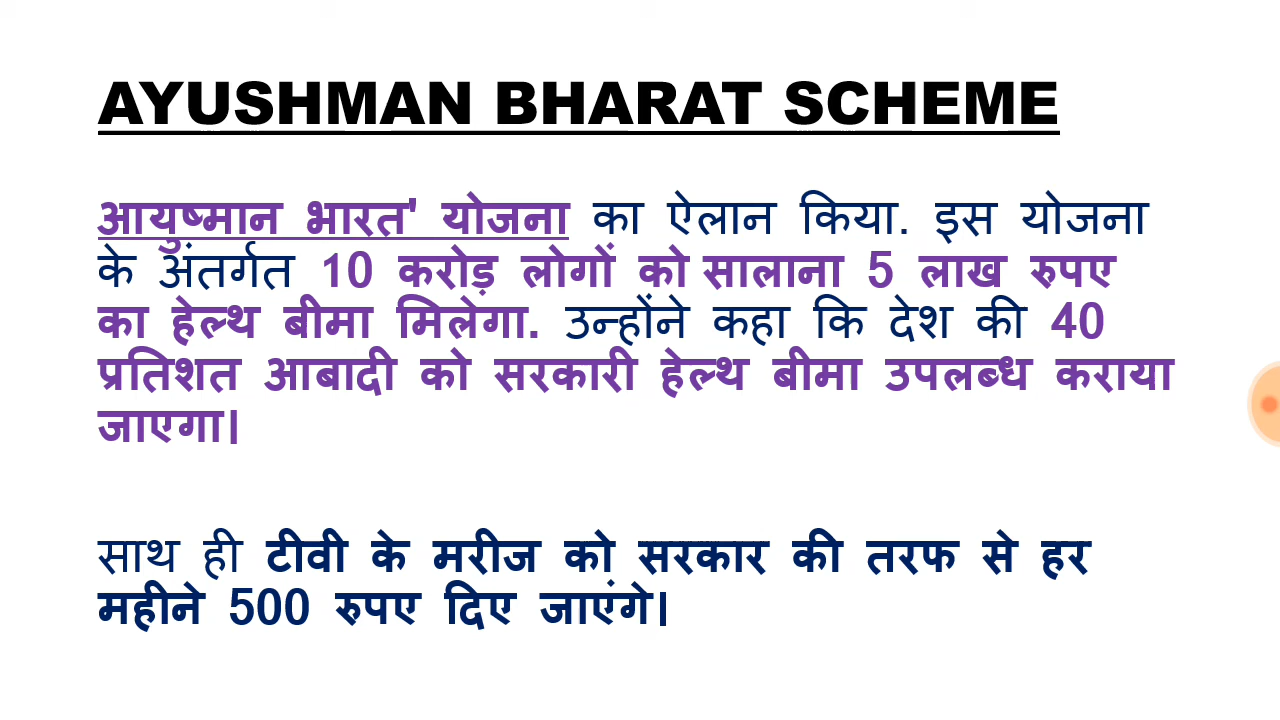 AYUSHMAN BHARAT SCHEME
आयुष्मान भारत' योजना का ऐलान किया. इस योजना
के अंतर्गत 10 करोड़ लोगों को सालाना 5 लाख रुपए
का हेल्थ बीमा मिलेगा. उन्होंने कहा कि देश की 40
प्रतिशत आबादी को सरकारी हेल्थ बीमा उपलब्ध कराया
जाएगा।
साथ ही टीवी के मरीज को सरकार की तरफ से हर
महीने 500 रुपए दिए जाएंगे।